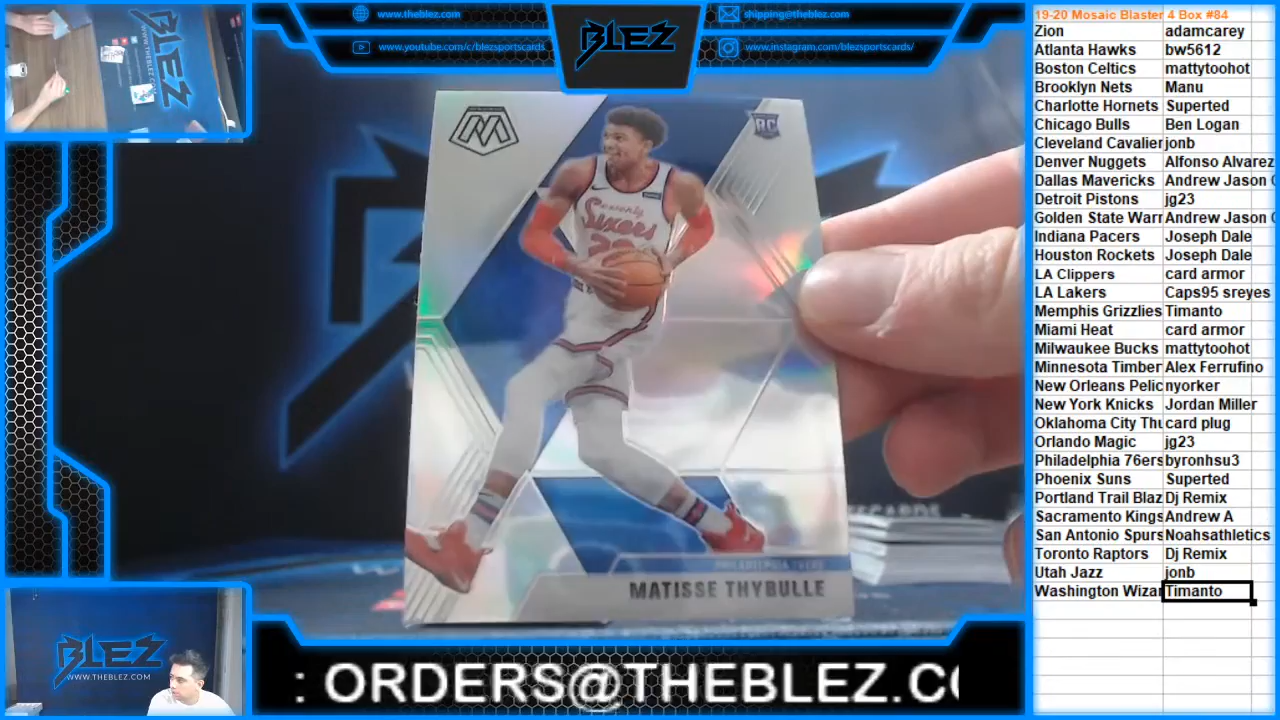 BLEZ
www.theblez.com
www.youtube.com/c/blezsportscards
BLEZ
shipping@theblez.com
www.instagram.com/blezsportscards/
M
RC
Seventy
Sixers
PHILADELPHIA 76ERS
MATISSE THYBULLE
BLEZ
WWW.THEBLEZ.COM
: ORDERS@THEBLEZ.CO
19-20 Mosaic Blaster 4 Box #84
Zion adamcarey
Atlanta Hawks bw5612
Boston Celtics mattytoohot
Brooklyn Nets Manu
Charlotte Hornets Superted
Chicago Bulls Ben Logan
Cleveland Cavalier jonb
Denver Nuggets Alfonso Alvarez
Dallas Mavericks Andrew Jason
Detroit Pistons jg23
Golden State Warr Andrew Jason
Indiana Pacers Joseph Dale
Houston Rockets Joseph Dale
LA Clippers card armor
LA Lakers Caps95 sreyes
Memphis Grizzlies Timanto
Miami Heat card armor
Milwaukee Bucks mattytoohot
Minnesota Timber Alex Ferrufino
New Orleans Pelic nyorker
New York Knicks Jordan Miller
Oklahoma City Thu card plug
Orlando Magic jg23
Philadelphia 76ers byronhsu3
Phoenix Suns Superted
Portland Trail Blaz Dj Remix
Sacramento Kings Andrew A
San Antonio Spurs Noahsathletics
Toronto Raptors Dj Remix
Utah Jazz jonb
Washington Wizar Timanto